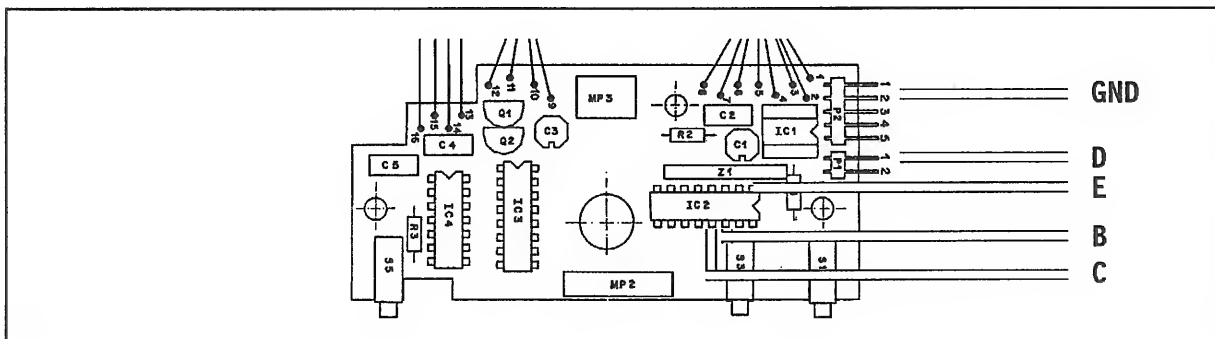 12
11
10
9
8
7
6
5
4
3
2
1
16
15
14
13
Q1
Q2
C3
MP3
C2
R2
C1
IC1
P2
1
2
3
4
5
P1
1
2
GND
D
E
B
C
C4
C5
Z1
IC2
IC4
IC3
R3
S5
MP2
S3
S1